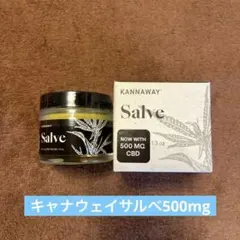 KANNAWAY
Salve
KANNAWAY
Salve
NOW WITH
500 MG
CBD
キャナウェイサルベ500mg